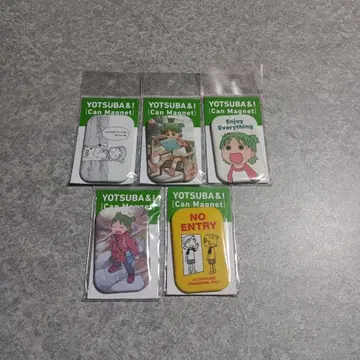 YOTSUBA&!
[Can Magnet]
YOTSUBA&!
[Can Magnet]
YOTSUBA&!
[Can Magnet]
Enjoy
Everything.
YOTSUBA&!
[Can Magnet]
YOTSUBA&!
[Can Magnet]
NO
ENTRY